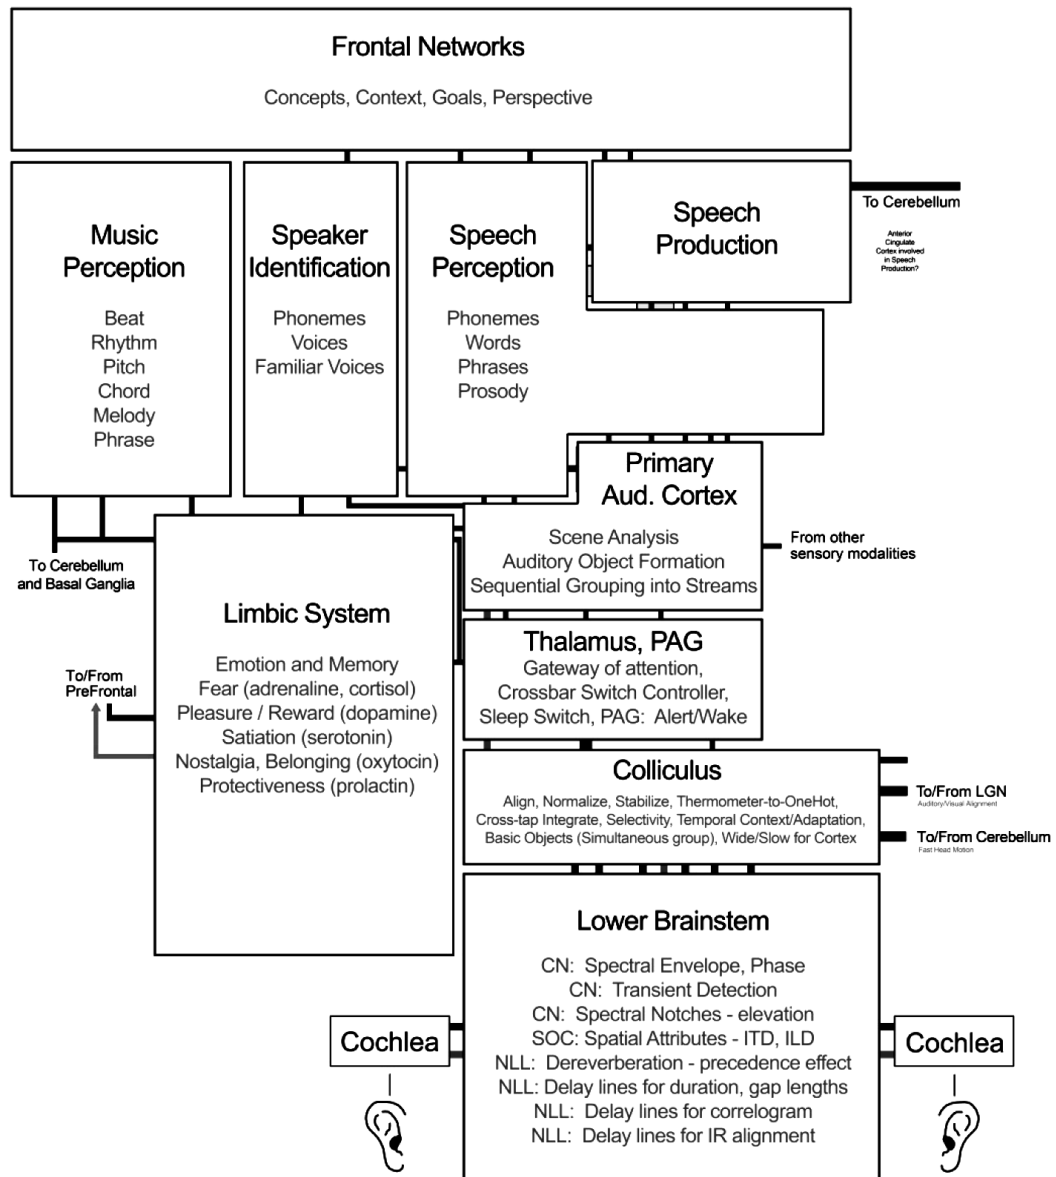 Frontal Networks
Concepts, Context, Goals, Perspective
Music
Perception
Beat
Rhythm
Pitch
Chord
Melody
Phrase
Speaker
Identification
Phonemes
Voices
Familiar Voices
Speech
Perception
Phonemes
Words
Phrases
Prosody
Speech
Production
To Cerebellum
Anterior
Cingulate
Cortex involved
in Speech
Production?
Primary
Aud. Cortex
Scene Analysis
Auditory Object Formation
Sequential Grouping into Streams
From other
sensory modalities
To Cerebellum
and Basal Ganglia
Limbic System
Emotion and Memory
Fear (adrenaline, cortisol)
Pleasure / Reward (dopamine)
Satiation (serotonin)
Nostalgia, Belonging (oxytocin)
Protectiveness (prolactin)
To/From
PreFrontal
Thalamus, PAG
Gateway of attention,
Crossbar Switch Controller,
Sleep Switch, PAG: Alert/Wake
Colliculus
Align, Normalize, Stabilize, Thermometer-to-OneHot,
Cross-tap Integrate, Selectivity, Temporal Context/Adaptation,
Basic Objects (Simultaneous group), Wide/Slow for Cortex
To/From LGN
Auditory/Visual Alignment
To/From Cerebellum
Fast Head Motion
Lower Brainstem
CN: Spectral Envelope, Phase
CN: Transient Detection
CN: Spectral Notches - elevation
SOC: Spatial Attributes - ITD, ILD
NLL: Dereverberation - precedence effect
NLL: Delay lines for duration, gap lengths
NLL: Delay lines for correlogram
NLL: Delay lines for IR alignment
Cochlea
Cochlea